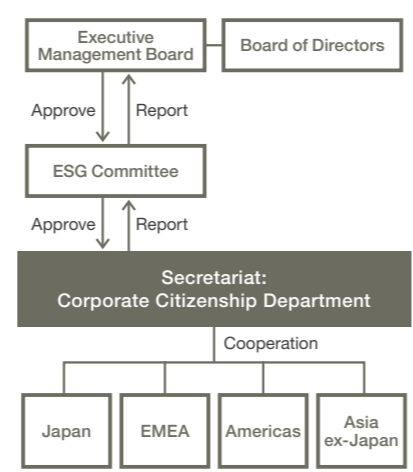 Executive
Management Board
Board of Directors
Approve
Report
ESG Committee
Approve
Report
Secretariat:
Corporate Citizenship Department
Cooperation
Japan
EMEA
Americas
Asia
ex-Japan